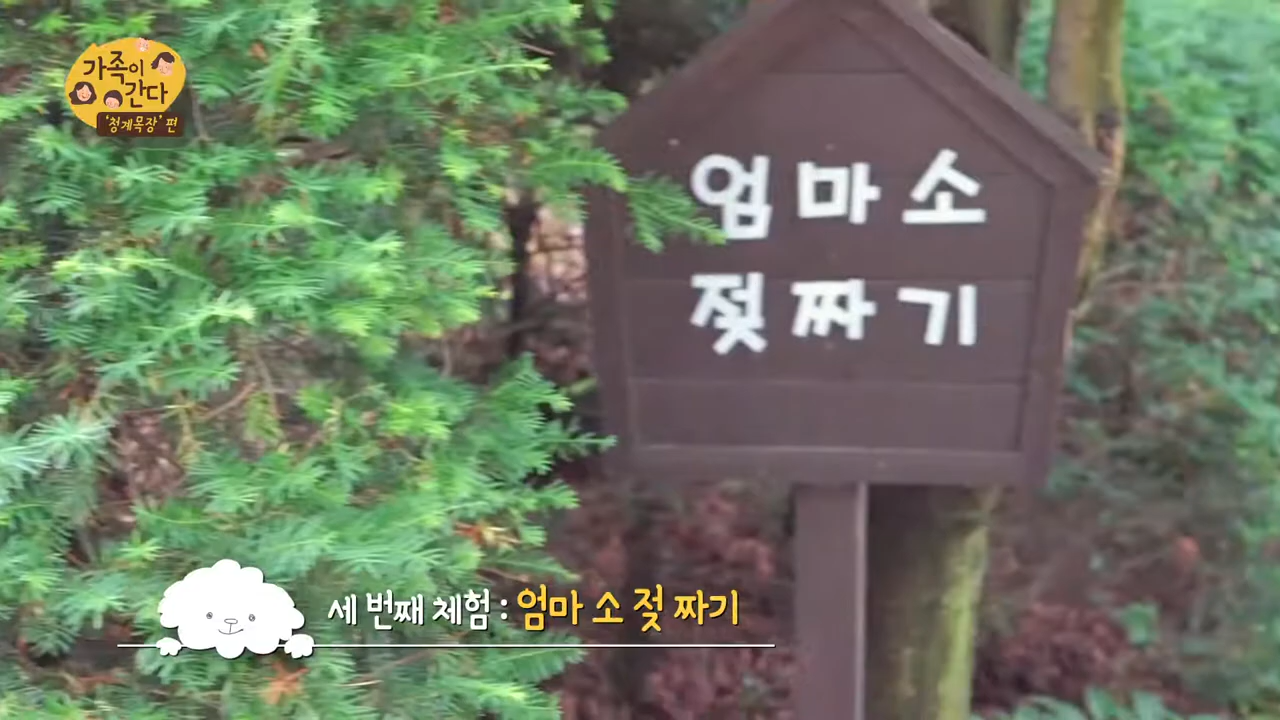 가족이
간다
'청계목장' 편
엄마소
젖짜기
세 번째 체험 : 엄마 소 젖 짜기